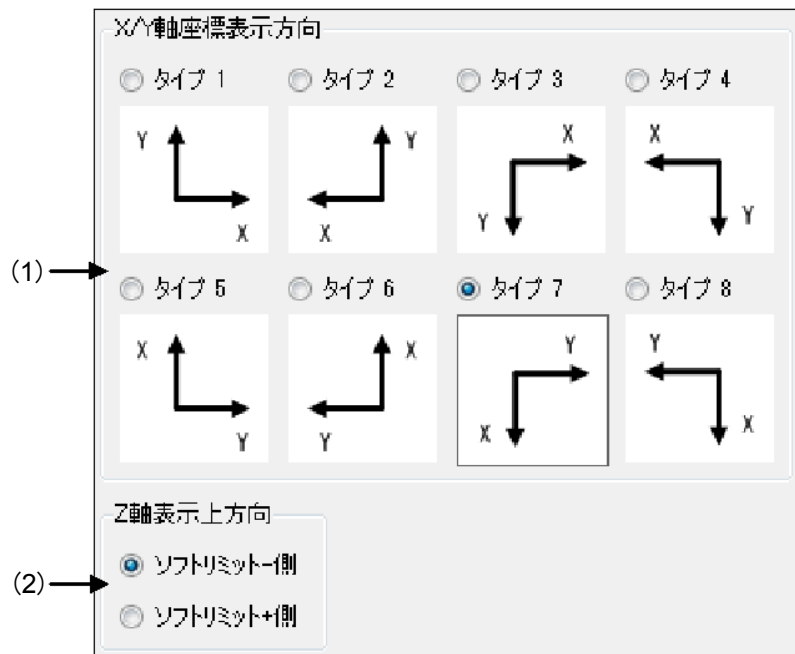 X/Y軸座標表示方向
タイプ 1 タイプ 2 タイプ 3 タイプ 4
Y Y X X
X X Y Y
(1)
タイプ 5 タイプ 6 タイプ 7 タイプ 8
X X Y Y
Y Y X X
Z軸表示上方向
ソフトリミット-側
(2)
ソフトリミット+側